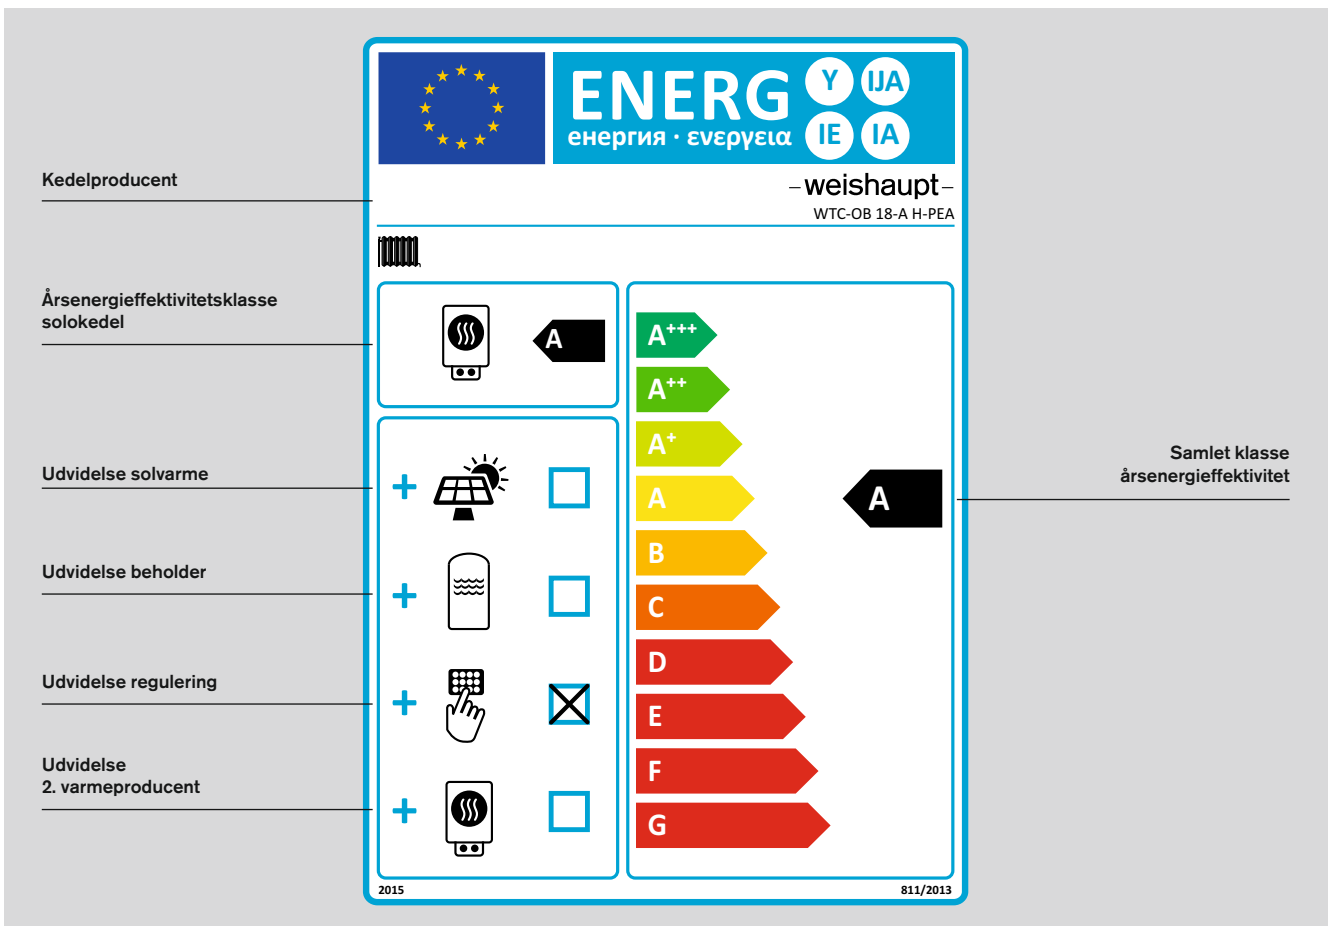 ENERG
Y IJA
IE IA
енергия · ενεργεια
Kedelproducent
–weishaupt–
WTC-OB 18-A H-PEA
Årsenergieffektivitetsklasse
solokedel
A
A+++
A++
A+
A
B
C
D
E
F
G
A
Samlet klasse
årsenergieffektivitet
Udvidelse solvarme
+
Udvidelse beholder
+
Udvidelse regulering
+
Udvidelse
2. varmeproducent
+
2015
811/2013